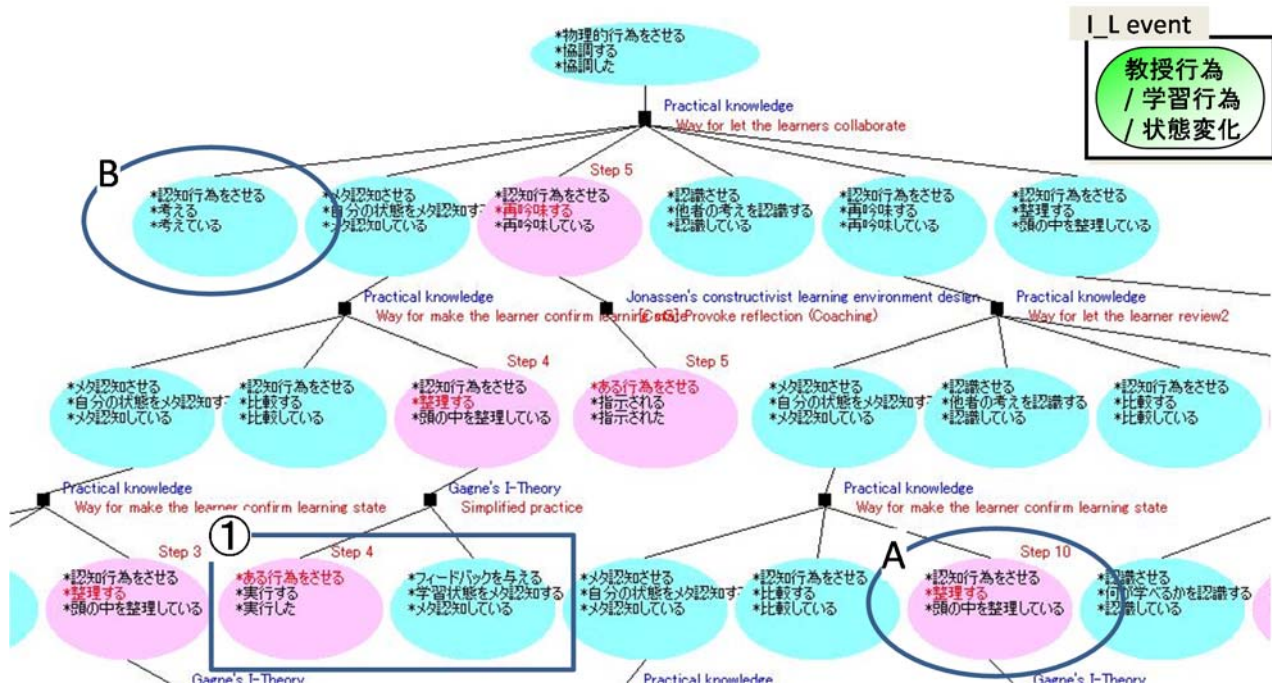 I_L event
教授行為
/ 学習行為
/ 状態変化
*物理的行為をさせる
*協調する
*協調した
Practical knowledge
Way for let the learners collaborate
B
*認知行為をさせる
*考える
*考えている
*メタ認知させる
*自分の状態をメタ認知す
*メタ認知している
Step 5
*認知行為をさせる
*再吟味する
*再吟味している
*認識させる
*他者の考えを認識する
*認識している
*認知行為をさせる
*再吟味する
*再吟味している
*認知行為をさせる
*整理する
*頭の中を整理している
Practical knowledge
Way for make the learner confirm learning
Jonassen's constructivist learning environment design
Provoke reflection (Coaching)
Practical knowledge
Way for let the learner review2
*メタ認知させる
*自分の状態をメタ認知す
*メタ認知している
*認知行為をさせる
*比較する
*比較している
Step 4
*認知行為をさせる
*整理する
*頭の中を整理している
Step 5
*ある行為をさせる
*指示される
*指示された
*メタ認知させる
*自分の状態をメタ認知す
*メタ認知している
*認識させる
*他者の考えを認識する
*認識している
*認知行為をさせる
*比較する
*比較している
Practical knowledge
Way for make the learner confirm learning state
Gagne's I-Theory
Simplified practice
Practical knowledge
Way for make the learner confirm learning state
Step 3
*認知行為をさせる
*整理する
*頭の中を整理している
①
Step 4
*ある行為をさせる
*実行する
*実行した
*フィードバックを与える
*学習状態をメタ認知する
*メタ認知している
*メタ認知させる
*自分の状態をメタ認知す
*メタ認知している
*認知行為をさせる
*比較する
*比較している
A
Step 10
*認知行為をさせる
*整理する
*頭の中を整理している
*認識させる
*何が学べるかを認識する
*認識している
Gagne's I-Theory
Practical knowledge
Gagne's I-Theory